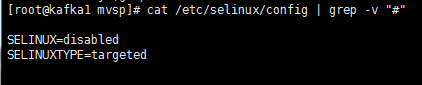 [root@kafka1 mvsp]# cat /etc/selinux/config | grep -v "#"
SELINUX=disabled
SELINUXTYPE=targeted